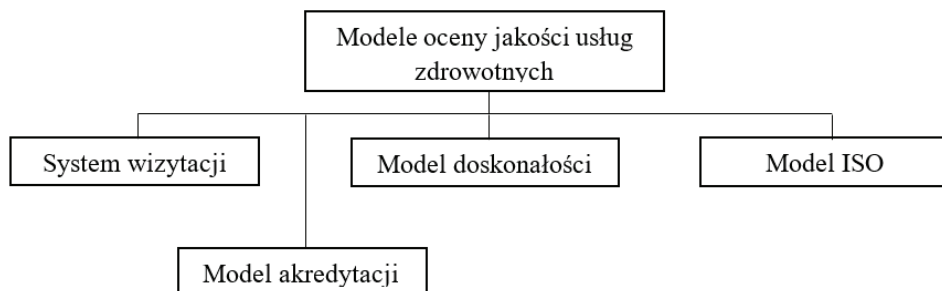 Modele oceny jakości usług
zdrowotnych
System wizytacji
Model doskonałości
Model ISO
Model akredytacji